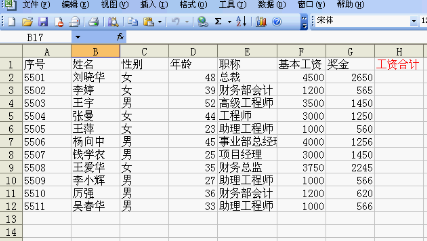 文件(F) 编辑(E) 视图(V) 插入(I) 格式(O) 工具(T) 数据(D) 窗口(W) 帮助(H)
宋体 12
B17 fx
A B C D E F G H
1 序号 姓名 性别 年龄 职称 基本工资 奖金 工资合计
2 5501 刘晓华 女 48 总裁 4500 2650
3 5502 李婷 女 39 财务部会计 1200 565
4 5503 王宇 男 52 高级工程师 3500 1450
5 5504 张曼 女 44 工程师 3000 1250
6 5505 王萍 女 23 助理工程师 1000 560
7 5506 杨向中 男 45 事业部总经理 4000 1256
8 5507 钱学农 男 25 项目经理 3000 1450
9 5508 王爱华 女 35 财务总监 3750 2245
10 5509 李小辉 男 27 助理工程师 1000 566
11 5510 厉强 男 36 财务部会计 1200 620
12 5511 吴春华 男 33 助理工程师 1000 566
13
14